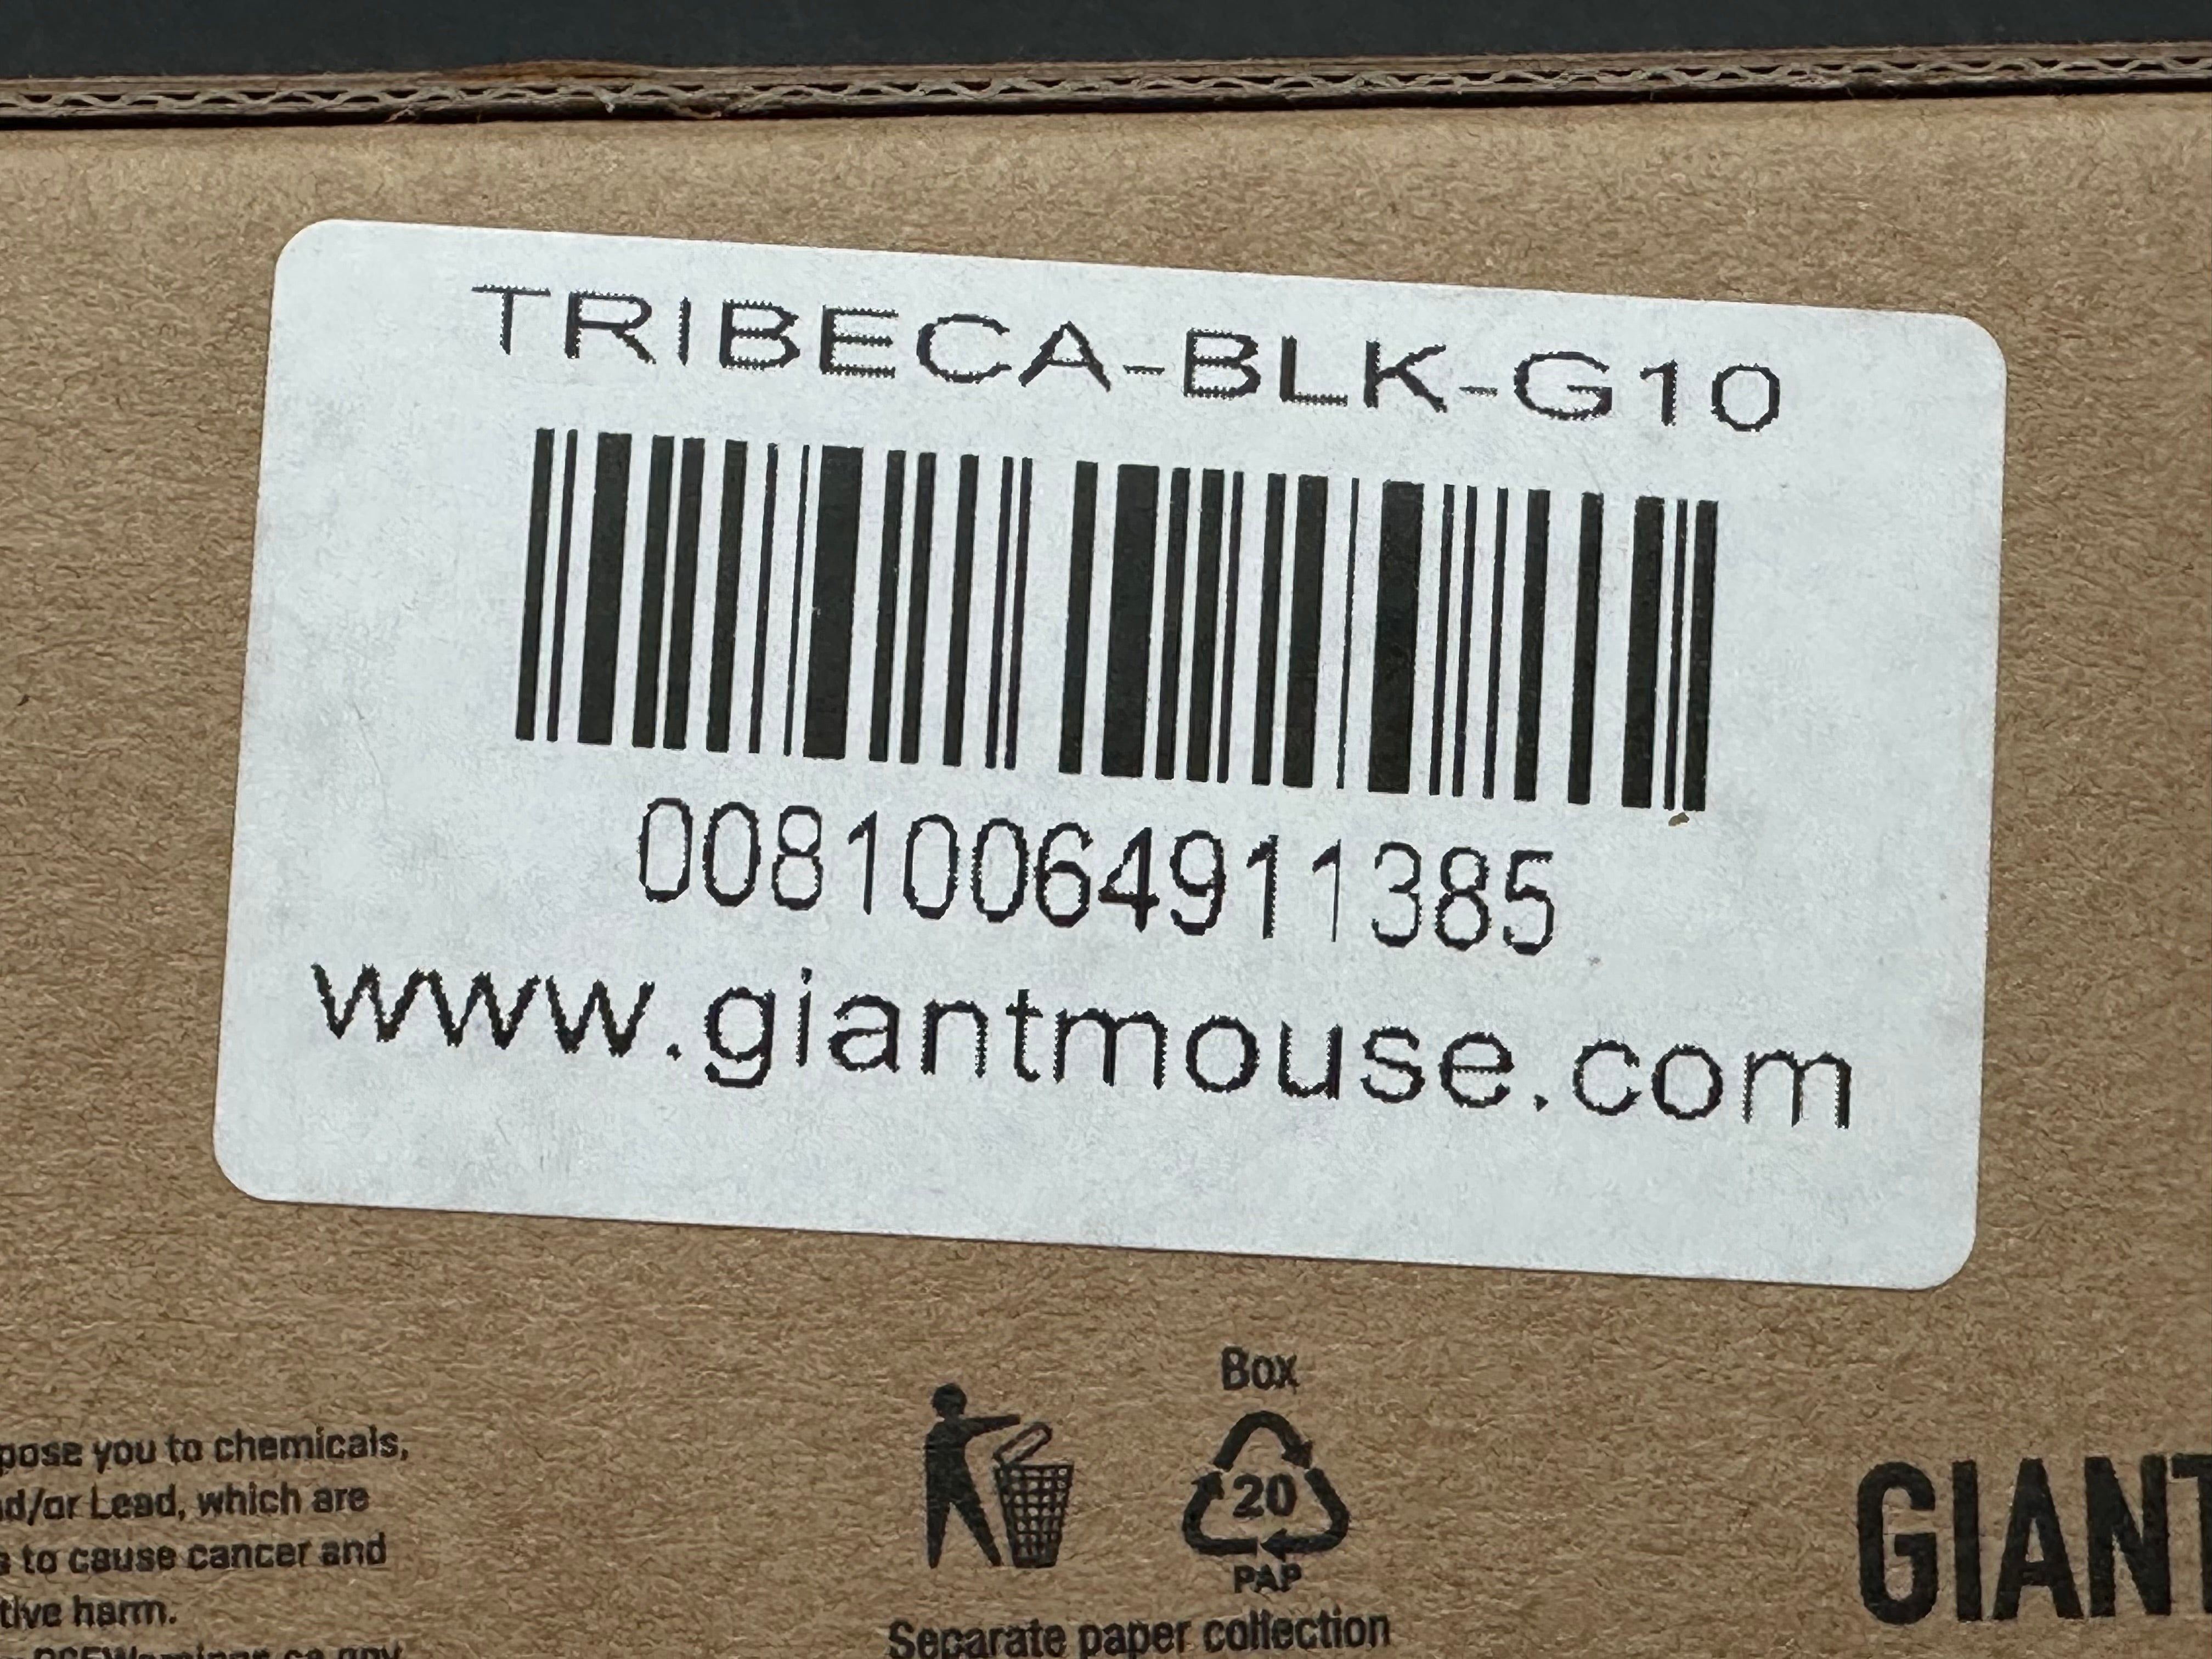 TRIBECA-BLK-G10
00810064911385
www.giantmouse.com
pose you to chemicals,
d/or Lead, which are
s to cause cancer and
tive harm.
Box
20
PAP
Separate paper collection
GIANT